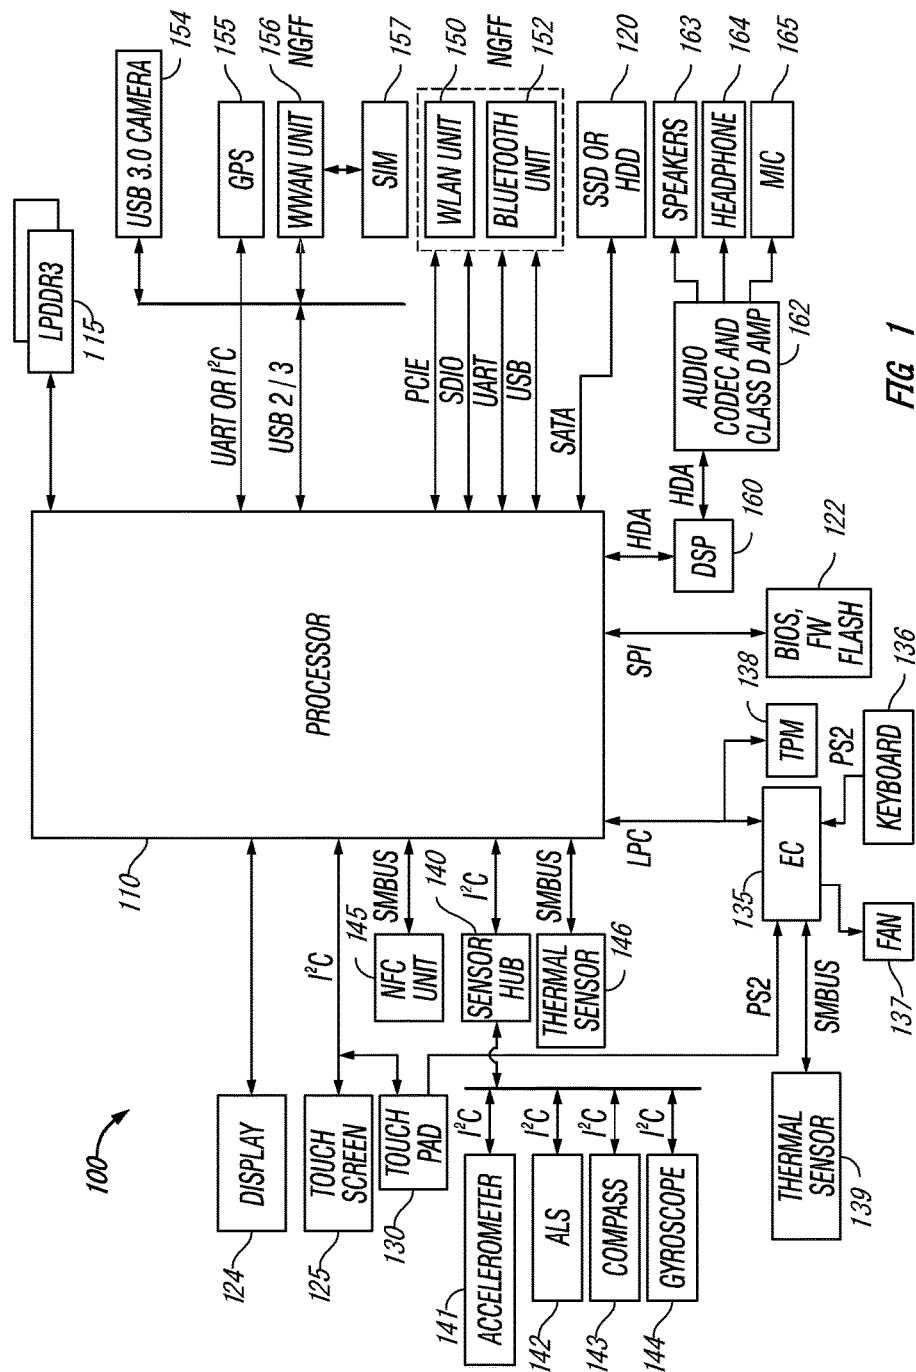 100
LPDDR3
115
USB 3.0 CAMERA
154
GPS
155
WWAN UNIT
156
NGFF
SIM
157
WLAN UNIT
150
BLUETOOTH
UNIT
152
NGFF
SSD OR
HDD
120
SPEAKERS
163
HEADPHONE
164
MIC
165
UART OR I²C
USB 2 / 3
PCIE
SDIO
UART
USB
SATA
AUDIO
CODEC AND
CLASS D AMP
162
HDA
HDA
DSP
160
PROCESSOR
110
SPI
BIOS,
FW
FLASH
122
LPC
TPM
138
EC
135
PS2
KEYBOARD
136
FAN
137
DISPLAY
124
I²C
TOUCH
SCREEN
125
TOUCH
PAD
130
SMBUS
NFC
UNIT
145
I²C
SENSOR
HUB
140
SMBUS
THERMAL
SENSOR
146
PS2
SMBUS
THERMAL
SENSOR
139
I²C
ACCELEROMETER
141
I²C
ALS
142
I²C
COMPASS
143
I²C
GYROSCOPE
144
FIG 1